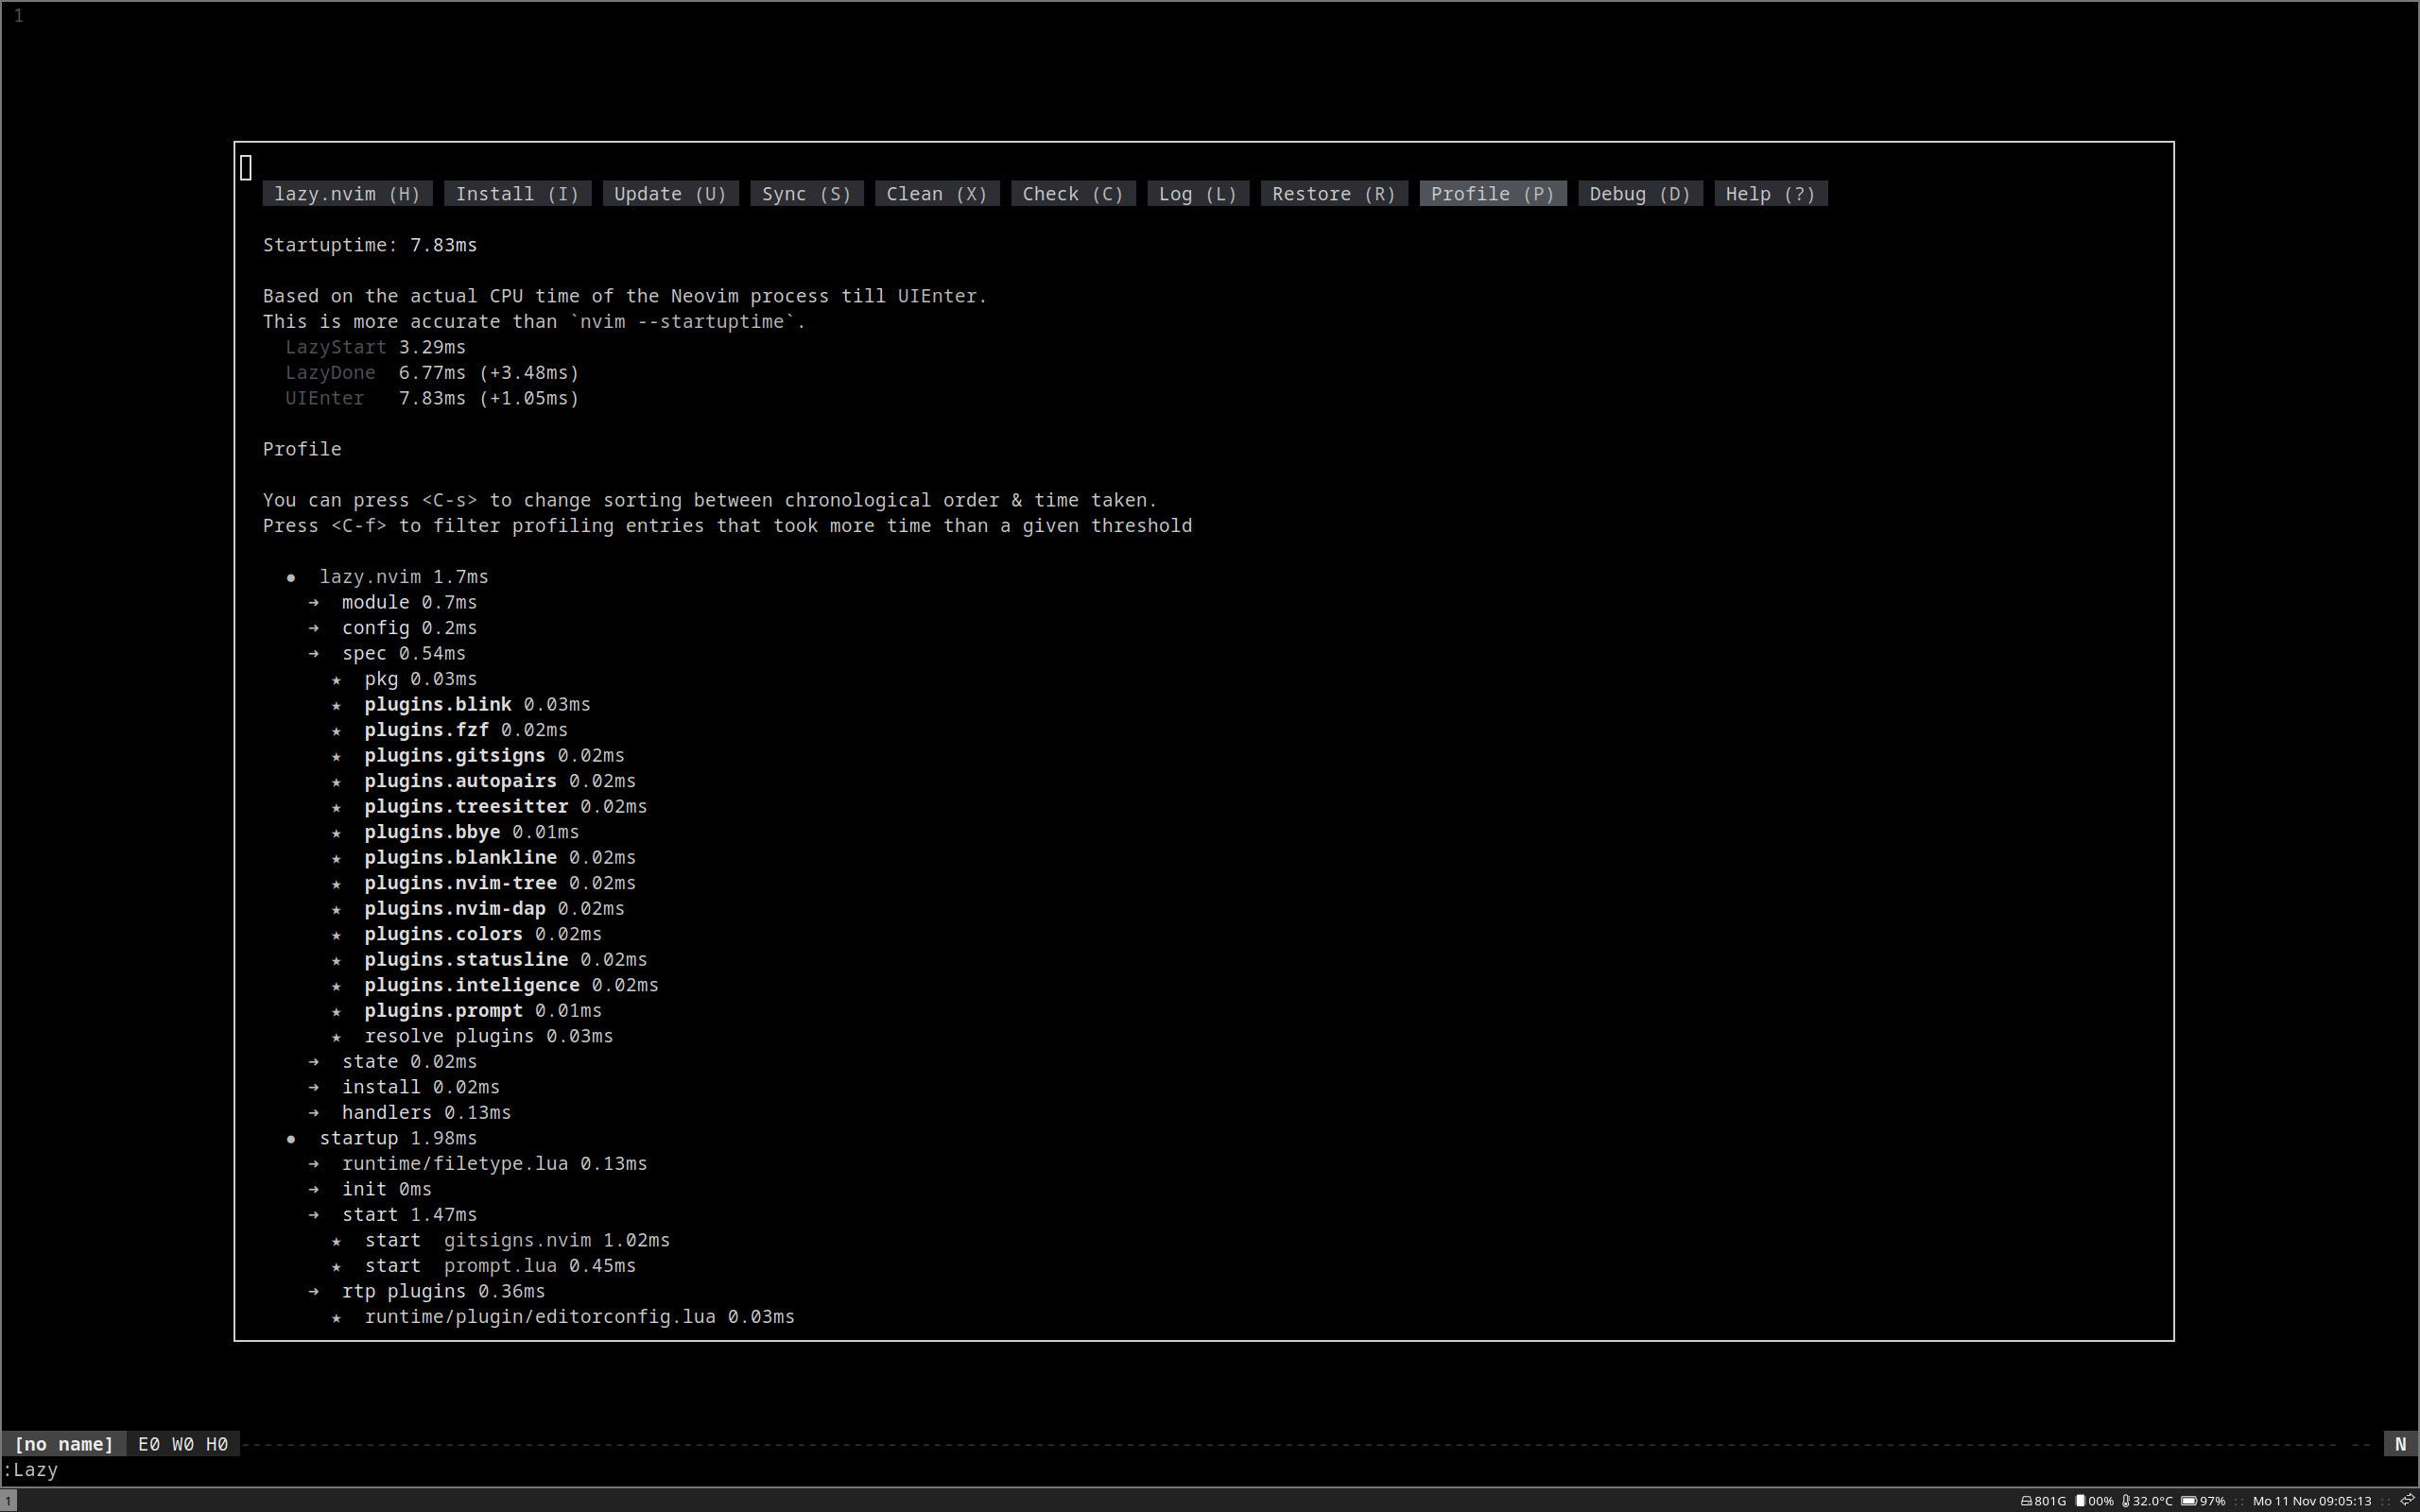 1
lazy.nvim (H) Install (I) Update (U) Sync (S) Clean (X) Check (C) Log (L) Restore (R) Profile (P) Debug (D) Help (?)
Startuptime: 7.83ms
Based on the actual CPU time of the Neovim process till UIEnter.
This is more accurate than `nvim --startuptime`.
LazyStart 3.29ms
LazyDone 6.77ms (+3.48ms)
UIEnter 7.83ms (+1.05ms)
Profile
You can press <C-s> to change sorting between chronological order & time taken.
Press <C-f> to filter profiling entries that took more time than a given threshold
● lazy.nvim 1.7ms
➜ module 0.7ms
➜ config 0.2ms
➜ spec 0.54ms
★ pkg 0.03ms
★ plugins.blink 0.03ms
★ plugins.fzf 0.02ms
★ plugins.gitsigns 0.02ms
★ plugins.autopairs 0.02ms
★ plugins.treesitter 0.02ms
★ plugins.bbye 0.01ms
★ plugins.blankline 0.02ms
★ plugins.nvim-tree 0.02ms
★ plugins.nvim-dap 0.02ms
★ plugins.colors 0.02ms
★ plugins.statusline 0.02ms
★ plugins.inteligence 0.02ms
★ plugins.prompt 0.01ms
★ resolve plugins 0.03ms
➜ state 0.02ms
➜ install 0.02ms
➜ handlers 0.13ms
● startup 1.98ms
➜ runtime/filetype.lua 0.13ms
➜ init 0ms
➜ start 1.47ms
★ start gitsigns.nvim 1.02ms
★ start prompt.lua 0.45ms
➜ rtp plugins 0.36ms
★ runtime/plugin/editorconfig.lua 0.03ms
[no name] E0 W0 H0 N
:Lazy
1 801G 00% 32.0°C 97% :: Mo 11 Nov 09:05:13 ::